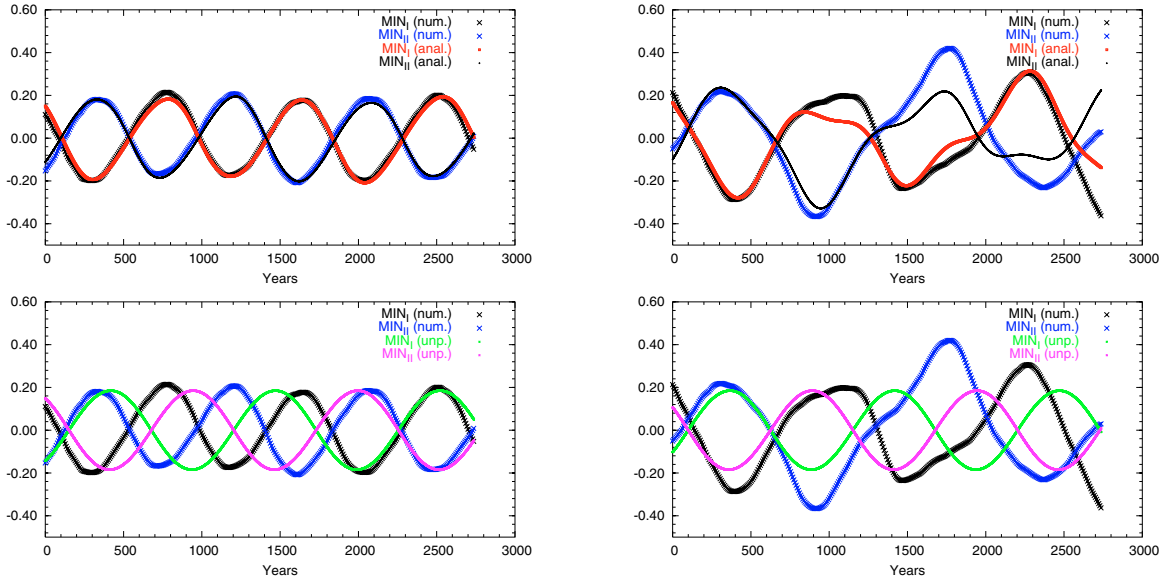 0.60
0.40
0.20
0.00
-0.20
-0.40
0 500 1000 1500 2000 2500 3000
Years
MIN_I (num.)
MIN_II (num.)
MIN_I (anal.)
MIN_II (anal.)
0.60
0.40
0.20
0.00
-0.20
-0.40
0 500 1000 1500 2000 2500 3000
Years
MIN_I (num.)
MIN_II (num.)
MIN_I (anal.)
MIN_II (anal.)
0.60
0.40
0.20
0.00
-0.20
-0.40
0 500 1000 1500 2000 2500 3000
Years
MIN_I (num.)
MIN_II (num.)
MIN_I (unp.)
MIN_II (unp.)
0.60
0.40
0.20
0.00
-0.20
-0.40
0 500 1000 1500 2000 2500 3000
Years
MIN_I (num.)
MIN_II (num.)
MIN_I (unp.)
MIN_II (unp.)